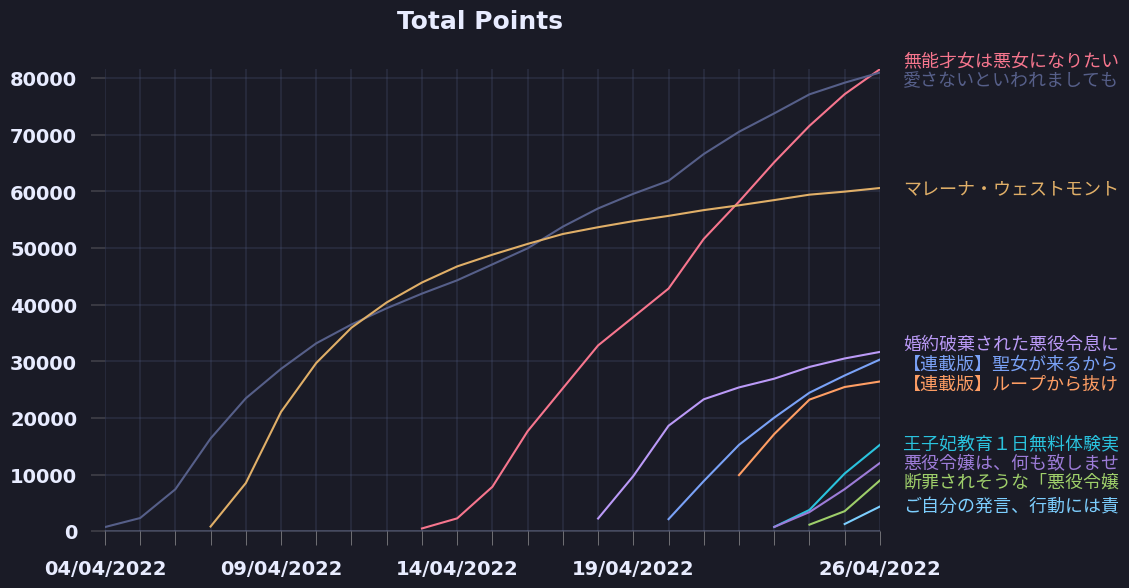 Total Points
80000
70000
60000
50000
40000
30000
20000
10000
0
04/04/2022
09/04/2022
14/04/2022
19/04/2022
26/04/2022
無能才女は悪女になりたい
愛さないといわれましても
マレーナ・ウェストモント
婚約破棄された悪役令息に
【連載版】聖女が来るから
【連載版】ループから抜け
王子妃教育１日無料体験実
悪役令嬢は、何も致しませ
断罪されそうな「悪役令嬢
ご自分の発言、行動には責